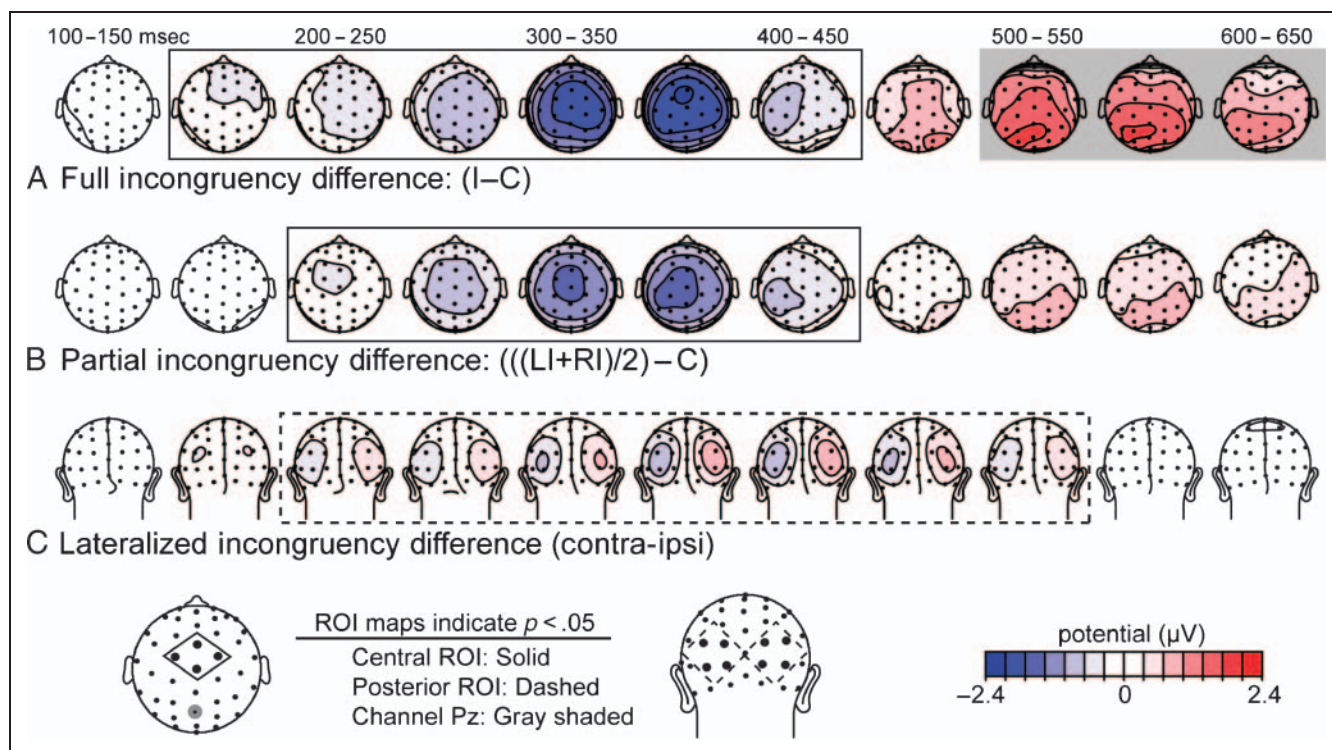 100–150 msec 200–250 300–350 400–450 500–550 600–650
A Full incongruency difference: (I–C)
B Partial incongruency difference: (((LI+RI)/2) – C)
C Lateralized incongruency difference (contra-ipsi)
ROI maps indicate p < .05
Central ROI: Solid
Posterior ROI: Dashed
Channel Pz: Gray shaded
potential (µV)
–2.4 0 2.4